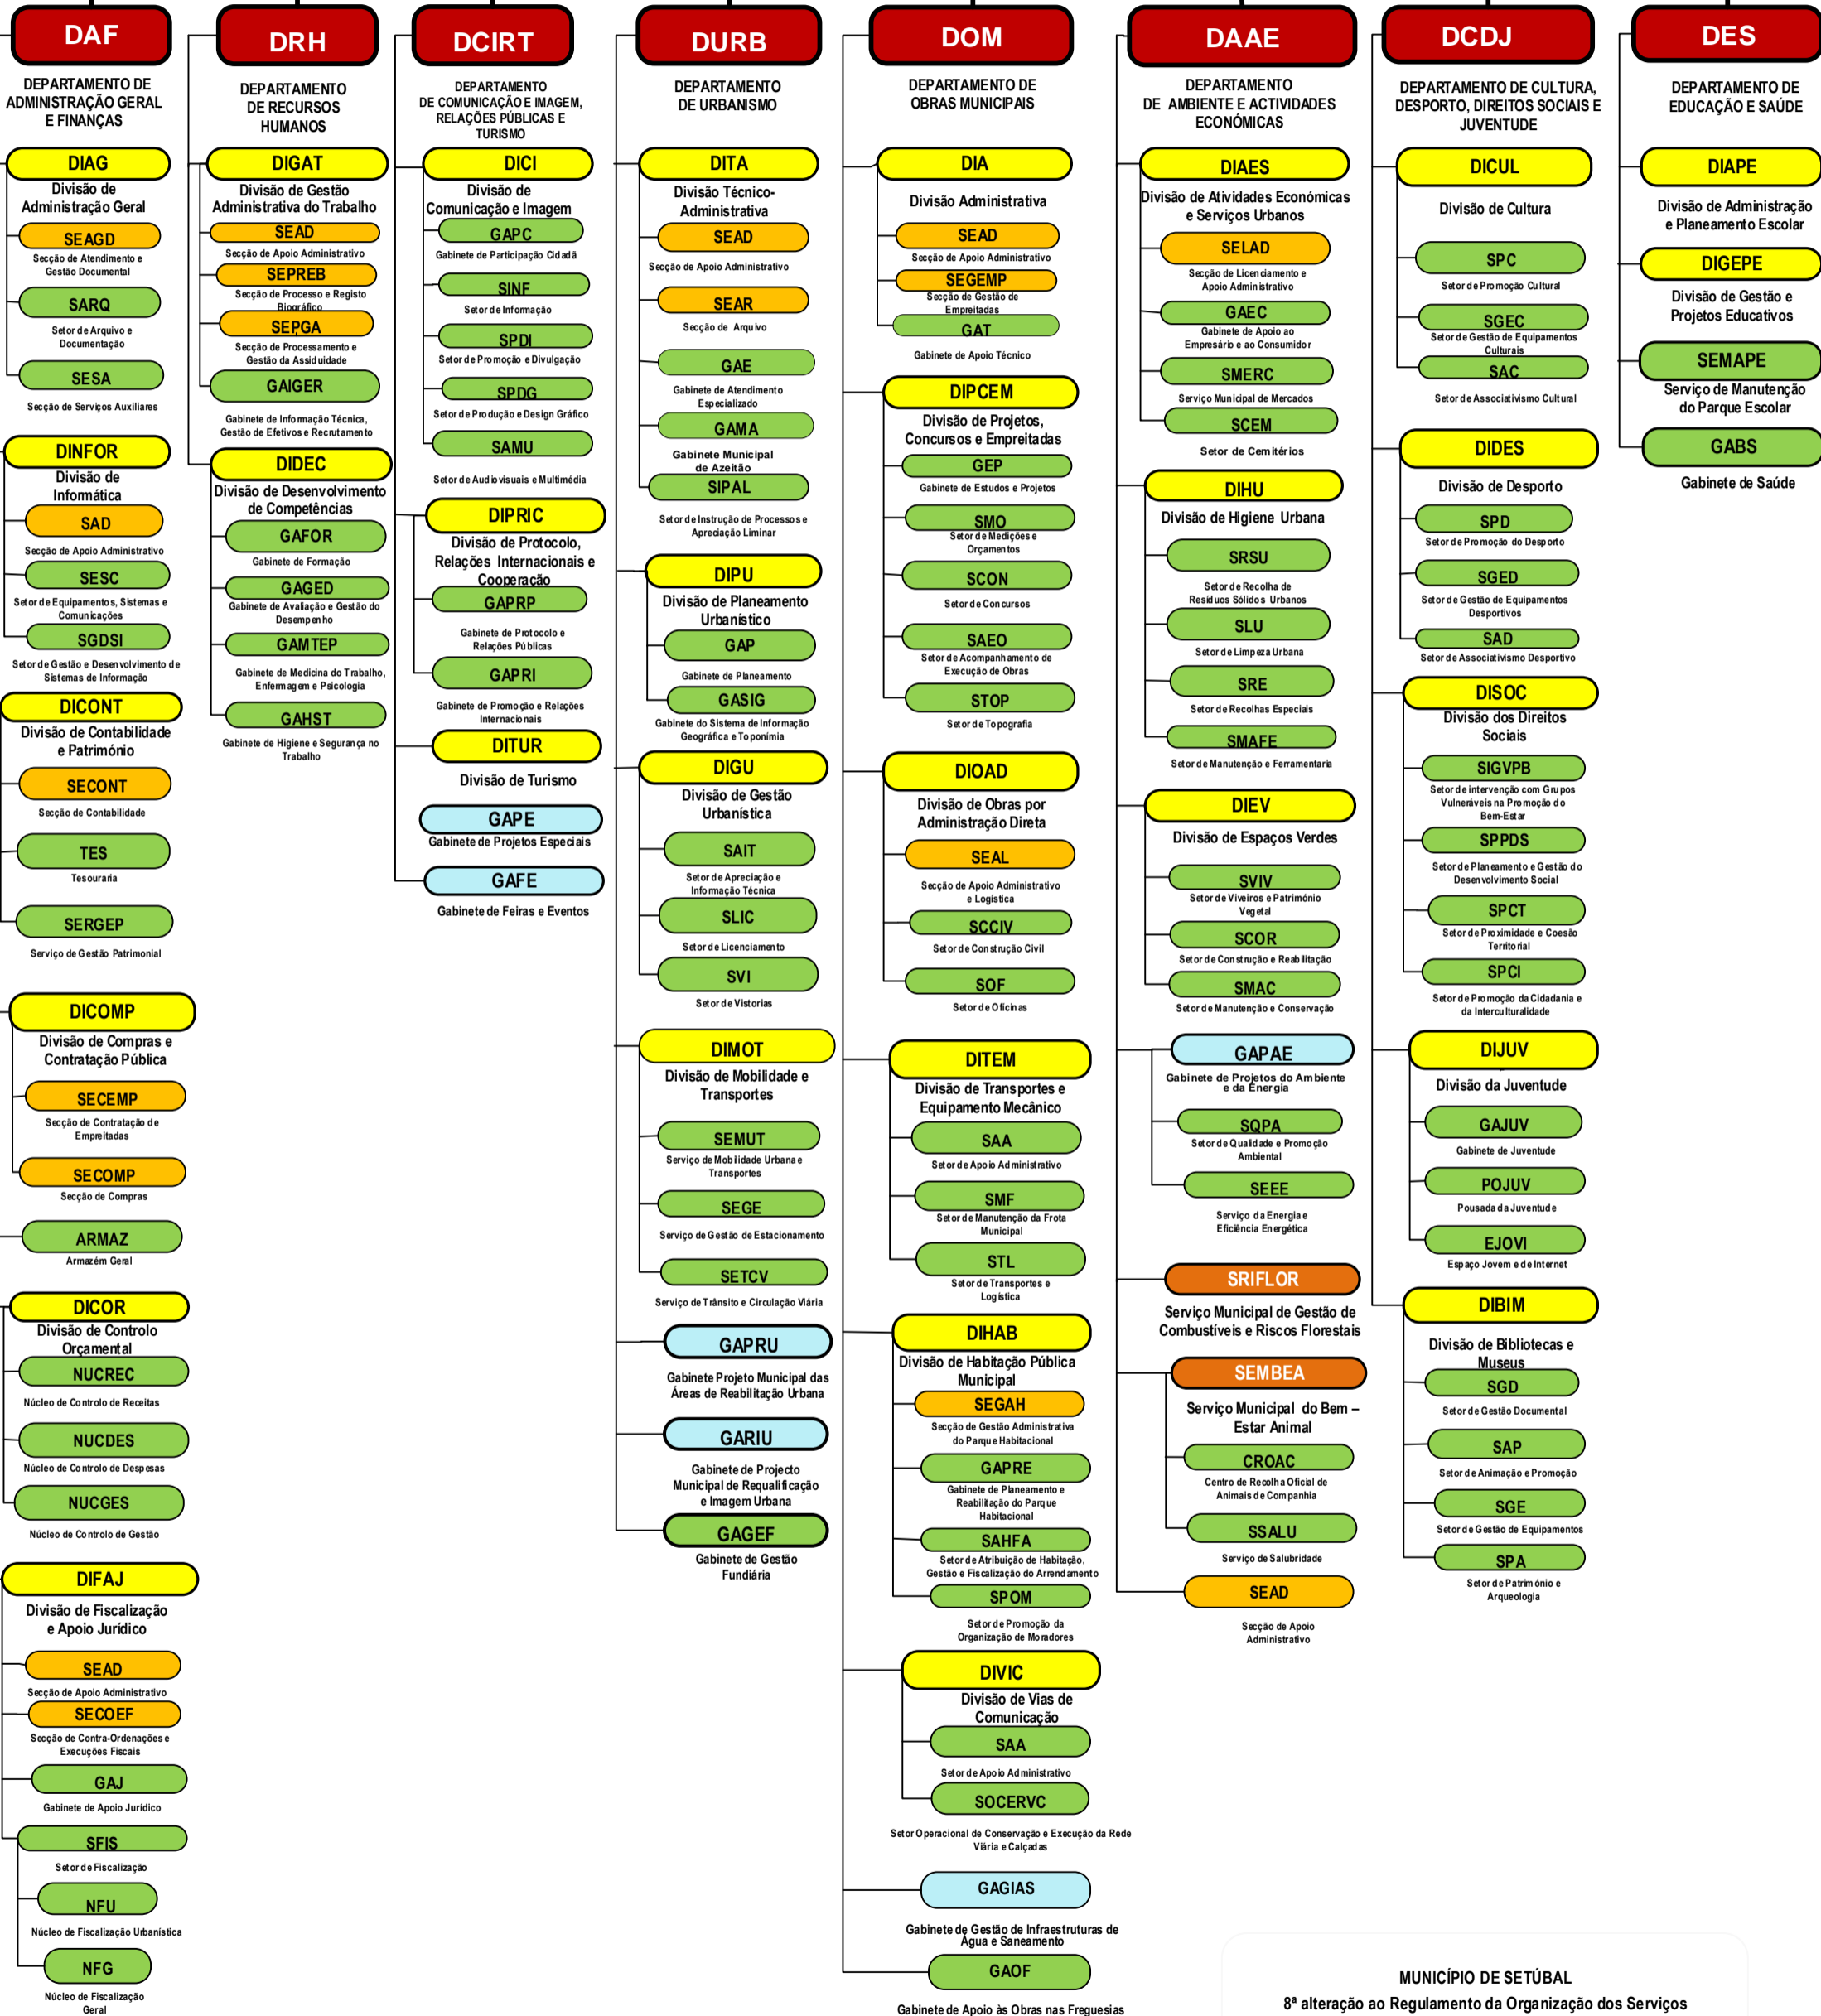 DAF
DEPARTAMENTO DE
ADMINISTRAÇÃO GERAL
E FINANÇAS
DIAG
Divisão de
Administração Geral
SEAGD
Secção de Atendimento e
Gestão Documental
SARQ
Setor de Arquivo e
Documentação
SESA
Secção de Serviços Auxiliares
DINFOR
Divisão de
Informática
SAD
Secção de Apoio Administrativo
SESC
Setor de Equipamentos, Sistemas e
Comunicações
SGDSI
Setor de Gestão e Desenvolvimento de
Sistemas de Informação
DICONT
Divisão de Contabilidade
e Património
SECONT
Secção de Contabilidade
TES
Tesouraria
SERGEP
Serviço de Gestão Patrimonial
DICOMP
Divisão de Compras e
Contratação Pública
SECEMP
Secção de Contratação de
Empreitadas
SECOMP
Secção de Compras
ARMAZ
Armazém Geral
DICOR
Divisão de Controlo
Orçamental
NUCREC
Núcleo de Controlo de Receitas
NUCDES
Núcleo de Controlo de Despesas
NUCGES
Núcleo de Controlo de Gestão
DIFAJ
Divisão de Fiscalização
e Apoio Jurídico
SEAD
Secção de Apoio Administrativo
SECOEF
Secção de Contra-Ordenações e
Execuções Fiscais
GAJ
Gabinete de Apoio Jurídico
SFIS
Setor de Fiscalização
NFU
Núcleo de Fiscalização Urbanística
NFG
Núcleo de Fiscalização
Geral
DRH
DEPARTAMENTO
DE RECURSOS
HUMANOS
DIGAT
Divisão de Gestão
Administrativa do Trabalho
SEAD
Secção de Apoio Administrativo
SEPREB
Secção de Processo e Registo
Biográfico
SEPGA
Secção de Processamento e
Gestão da Assiduidade
GAIGER
Gabinete de Informação Técnica,
Gestão de Efetivos e Recrutamento
DIDEC
Divisão de Desenvolvimento
de Competências
GAFOR
Gabinete de Formação
GAGED
Gabinete de Avaliação e Gestão do
Desempenho
GAMTEP
Gabinete de Medicina do Trabalho,
Enfermagem e Psicologia
GAHST
Gabinete de Higiene e Segurança no
Trabalho
DCIRT
DEPARTAMENTO
DE COMUNICAÇÃO E IMAGEM,
RELAÇÕES PÚBLICAS E
TURISMO
DICI
Divisão de
Comunicação e Imagem
GAPC
Gabinete de Participação Cidadã
SINF
Setor de Informação
SPDI
Setor de Promoção e Divulgação
SPDG
Setor de Produção e Design Gráfico
SAMU
Setor de Audiovisuais e Multimédia
DIPRIC
Divisão de Protocolo,
Relações Internacionais e
Cooperação
GAPRP
Gabinete de Protocolo e
Relações Públicas
GAPRI
Gabinete de Promoção e Relações
Internacionais
DITUR
Divisão de Turismo
GAPE
Gabinete de Projetos Especiais
GAFE
Gabinete de Feiras e Eventos
DURB
DEPARTAMENTO
DE URBANISMO
DITA
Divisão Técnico-
Administrativa
SEAD
Secção de Apoio Administrativo
SEAR
Secção de Arquivo
GAE
Gabinete de Atendimento
Especializado
GAMA
Gabinete Municipal
de Azeitão
SIPAL
Setor de Instrução de Processos e
Apreciação Liminar
DIPU
Divisão de Planeamento
Urbanístico
GAP
Gabinete de Planeamento
GASIG
Gabinete do Sistema de Informação
Geográfica e Toponímia
DIGU
Divisão de Gestão
Urbanística
SAIT
Setor de Apreciação e
Informação Técnica
SLIC
Setor de Licenciamento
SVI
Setor de Vistorias
DIMOT
Divisão de Mobilidade e
Transportes
SEMUT
Serviço de Mobilidade Urbana e
Transportes
SEGE
Serviço de Gestão de Estacionamento
SETCV
Serviço de Trânsito e Circulação Viária
GAPRU
Gabinete Projeto Municipal das
Áreas de Reabilitação Urbana
GARIU
Gabinete de Projecto
Municipal de Requalificação
e Imagem Urbana
GAGEF
Gabinete de Gestão
Fundiária
DOM
DEPARTAMENTO DE
OBRAS MUNICIPAIS
DIA
Divisão Administrativa
SEAD
Secção de Apoio Administrativo
SEGEMP
Secção de Gestão de
Empreitadas
GAT
Gabinete de Apoio Técnico
DIPCEM
Divisão de Projetos,
Concursos e Empreitadas
GEP
Gabinete de Estudos e Projetos
SMO
Setor de Medições e
Orçamentos
SCON
Setor de Concursos
SAEO
Setor de Acompanhamento de
Execução de Obras
STOP
Setor de Topografia
DIOAD
Divisão de Obras por
Administração Direta
SEAL
Secção de Apoio Administrativo
e Logística
SCCIV
Setor de Construção Civil
SOF
Setor de Oficinas
DITEM
Divisão de Transportes e
Equipamento Mecânico
SAA
Setor de Apoio Administrativo
SMF
Setor de Manutenção da Frota
Municipal
STL
Setor de Transportes e
Logística
DIHAB
Divisão de Habitação Pública
Municipal
SEGAH
Secção de Gestão Administrativa
do Parque Habitacional
GAPRE
Gabinete de Planeamento e
Reabilitação do Parque
Habitacional
SAHFA
Setor de Atribuição de Habitação,
Gestão e Fiscalização do Arrendamento
SPOM
Setor de Promoção da
Organização de Moradores
DIVIC
Divisão de Vias de
Comunicação
SAA
Setor de Apoio Administrativo
SOCERVC
Setor Operacional de Conservação e Execução da Rede
Viária e Calçadas
GAGIAS
Gabinete de Gestão de Infraestruturas de
Água e Saneamento
GAOF
Gabinete de Apoio às Obras nas Freguesias
DAAE
DEPARTAMENTO
DE AMBIENTE E ACTIVIDADES
ECONÓMICAS
DIAES
Divisão de Atividades Económicas
e Serviços Urbanos
SELAD
Secção de Licenciamento e
Apoio Administrativo
GAEC
Gabinete de Apoio ao
Empresário e ao Consumidor
SMERC
Serviço Municipal de Mercados
SCEM
Setor de Cemitérios
DIHU
Divisão de Higiene Urbana
SRSU
Setor de Recolha de
Resíduos Sólidos Urbanos
SLU
Setor de Limpeza Urbana
SRE
Setor de Recolhas Especiais
SMAFE
Setor de Manutenção e Ferramentaria
DIEV
Divisão de Espaços Verdes
SVIV
Setor de Viveiros e Património
Vegetal
SCOR
Setor de Construção e Reabilitação
SMAC
Setor de Manutenção e Conservação
GAPAE
Gabinete de Projetos do Ambiente
e da Energia
SQPA
Setor de Qualidade e Promoção
Ambiental
SEEE
Serviço da Energia e
Eficiência Energética
SRIFLOR
Serviço Municipal de Gestão de
Combustíveis e Riscos Florestais
SEMBEA
Serviço Municipal do Bem –
Estar Animal
CROAC
Centro de Recolha Oficial de
Animais de Companhia
SSALU
Serviço de Salubridade
SEAD
Secção de Apoio
Administrativo
DCDJ
DEPARTAMENTO DE CULTURA,
DESPORTO, DIREITOS SOCIAIS E
JUVENTUDE
DICUL
Divisão de Cultura
SPC
Setor de Promoção Cultural
SGEC
Setor de Gestão de Equipamentos
Culturais
SAC
Setor de Associativismo Cultural
DIDES
Divisão de Desporto
SPD
Setor de Promoção do Desporto
SGED
Setor de Gestão de Equipamentos
Desportivos
SAD
Setor de Associativismo Desportivo
DISOC
Divisão dos Direitos
Sociais
SIGVPB
Setor de intervenção com Grupos
Vulneráveis na Promoção do
Bem-Estar
SPPDS
Setor de Planeamento e Gestão do
Desenvolvimento Social
SPCT
Setor de Proximidade e Coesão
Territorial
SPCI
Setor de Promoção da Cidadania e
da Interculturalidade
DIJUV
Divisão da Juventude
GAJUV
Gabinete de Juventude
POJUV
Pousada da Juventude
EJOVI
Espaço Jovem e de Internet
DIBIM
Divisão de Bibliotecas e
Museus
SGD
Setor de Gestão Documental
SAP
Setor de Animação e Promoção
SGE
Setor de Gestão de Equipamentos
SPA
Setor de Património e
Arqueologia
DES
DEPARTAMENTO DE
EDUCAÇÃO E SAÚDE
DIAPE
Divisão de Administração
e Planeamento Escolar
DIGEPE
Divisão de Gestão e
Projetos Educativos
SEMAPE
Serviço de Manutenção
do Parque Escolar
GABS
Gabinete de Saúde
MUNICÍPIO DE SETÚBAL
8ª alteração ao Regulamento da Organização dos Serviços